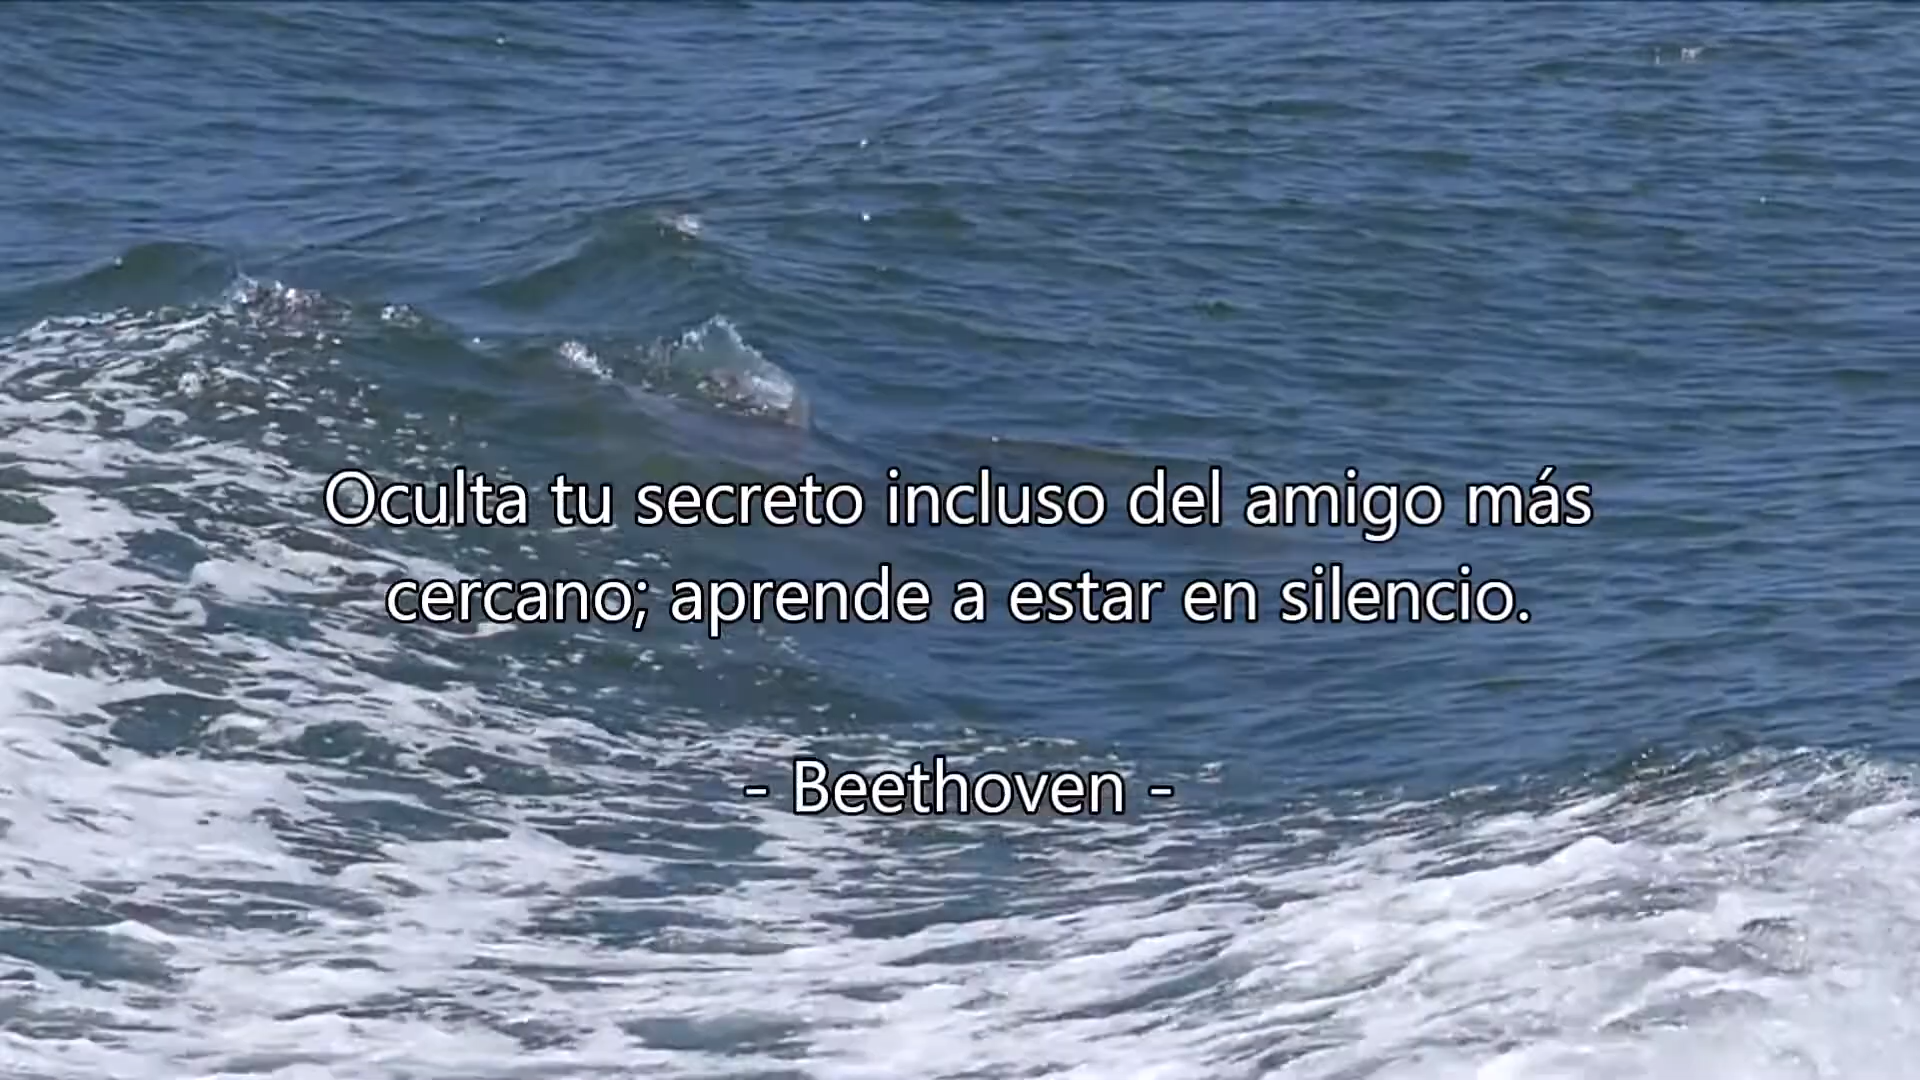 Oculta tu secreto incluso del amigo más
cercano; aprende a estar en silencio.
- Beethoven -